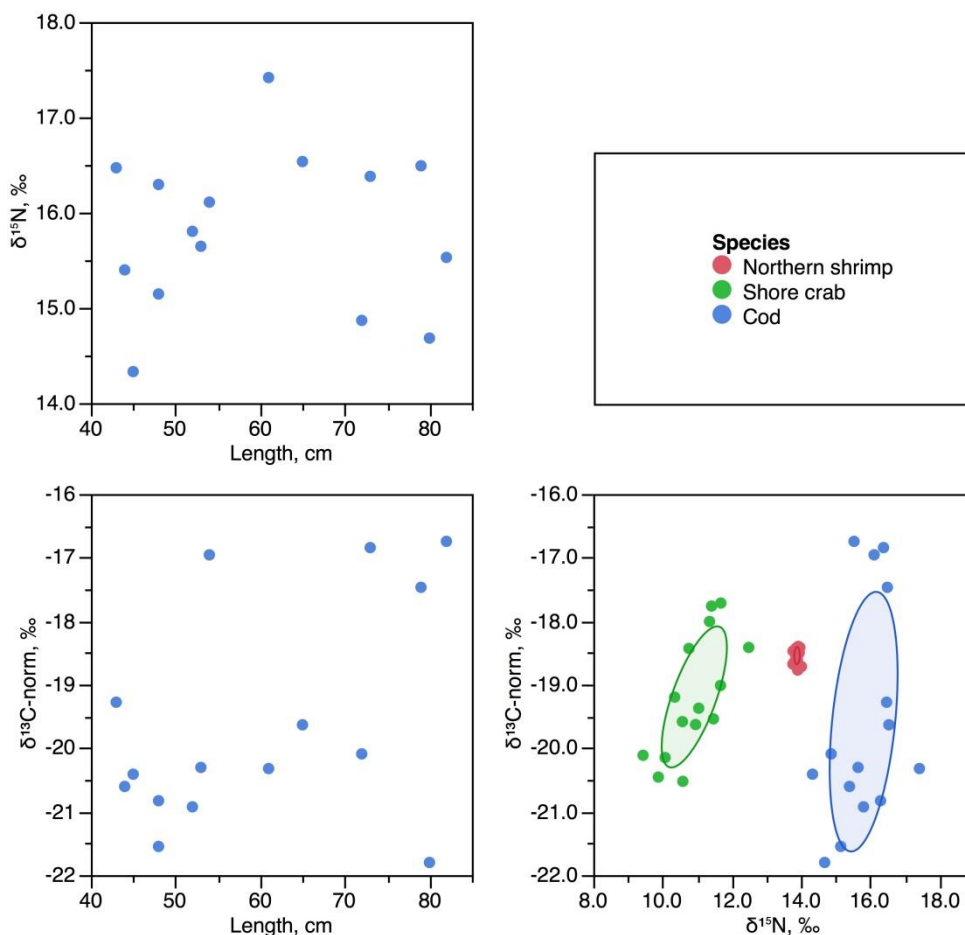 18.0
17.0
16.0
15.0
14.0
δ¹⁵N, ‰
40 50 60 70 80
Length, cm
Species
Northern shrimp
Shore crab
Cod
-16
-17
-18
-19
-20
-21
-22
δ¹³C-norm, ‰
40 50 60 70 80
Length, cm
-16.0
-17.0
-18.0
-19.0
-20.0
-21.0
-22.0
δ¹³C-norm, ‰
8.0 10.0 12.0 14.0 16.0 18.0
δ¹⁵N, ‰